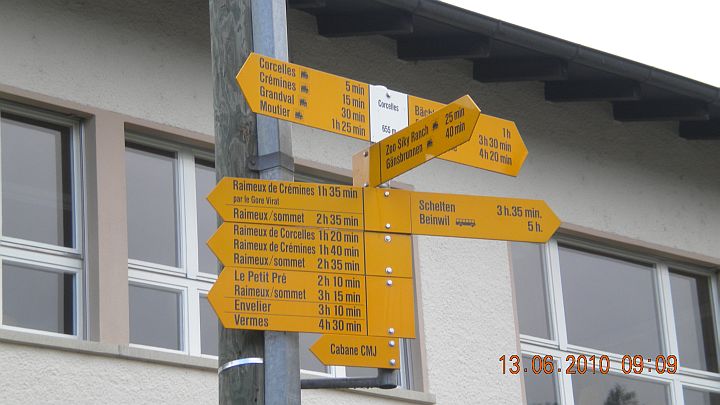 Corcelles 5 min
Crémines 15 min
Grandval 30 min
Moutier 1h 25 min
Corcelles
655 m
1 h
3h 30 min
4h 20 min
Zoo Siky Ranch 25 min
Gänsbrunnen 40 min
Raimeux de Crémines 1h 35 min
par le Gore Virat
Raimeux/sommet 2h 35 min
Raimeux de Corcelles 1h 20 min
Raimeux de Crémines 1h 40 min
Raimeux/sommet 2h 35 min
Le Petit Pré 2h 10 min
Raimeux/sommet 3h 15 min
Envelier 3h 10 min
Vermes 4h 30 min
Schelten 3h 35 min.
Beinwil 5 h.
Cabane CMJ
13.06.2010 09:09